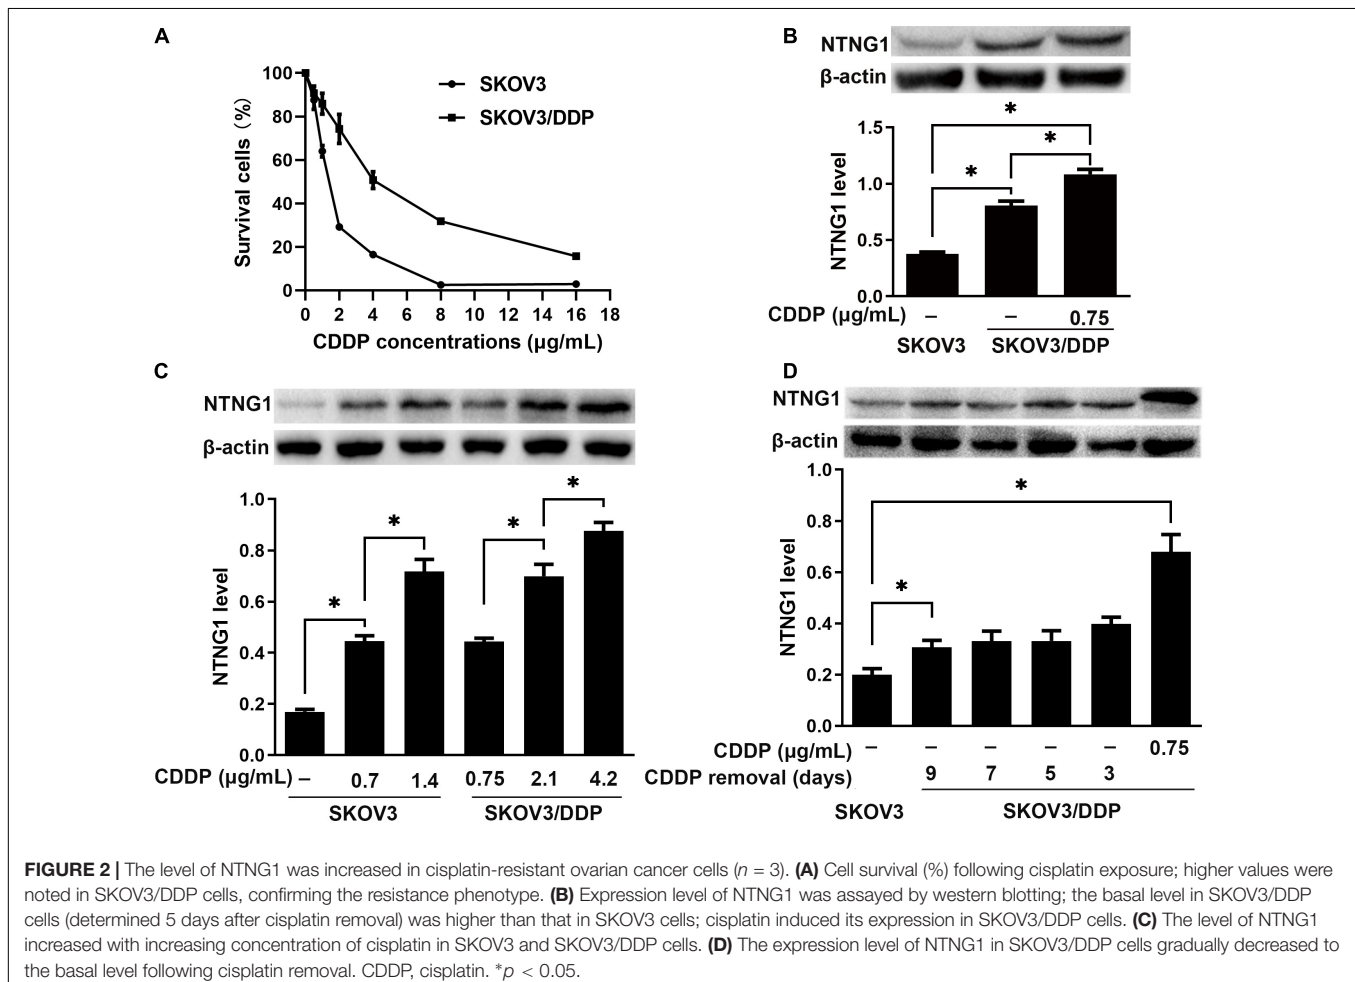 A
100
80
60
40
20
0
Survival cells (%)
SKOV3
SKOV3/DDP
0 2 4 6 8 10 12 14 16 18
CDDP concentrations (μg/mL)
B
NTNG1
β-actin
1.5
1.0
0.5
0.0
NTNG1 level
* * *
CDDP (μg/mL) – – 0.75
SKOV3 SKOV3/DDP
C
NTNG1
β-actin
1.0
0.8
0.6
0.4
0.2
0.0
NTNG1 level
* * * *
CDDP (μg/mL) – 0.7 1.4 0.75 2.1 4.2
SKOV3 SKOV3/DDP
D
NTNG1
β-actin
1.0
0.8
0.6
0.4
0.2
0.0
NTNG1 level
* *
CDDP (μg/mL) – – – – – 0.75
CDDP removal (days) 9 7 5 3
SKOV3 SKOV3/DDP
FIGURE 2 | The level of NTNG1 was increased in cisplatin-resistant ovarian cancer cells (n = 3). (A) Cell survival (%) following cisplatin exposure; higher values were
noted in SKOV3/DDP cells, confirming the resistance phenotype. (B) Expression level of NTNG1 was assayed by western blotting; the basal level in SKOV3/DDP
cells (determined 5 days after cisplatin removal) was higher than that in SKOV3 cells; cisplatin induced its expression in SKOV3/DDP cells. (C) The level of NTNG1
increased with increasing concentration of cisplatin in SKOV3 and SKOV3/DDP cells. (D) The expression level of NTNG1 in SKOV3/DDP cells gradually decreased to
the basal level following cisplatin removal. CDDP, cisplatin. *p < 0.05.